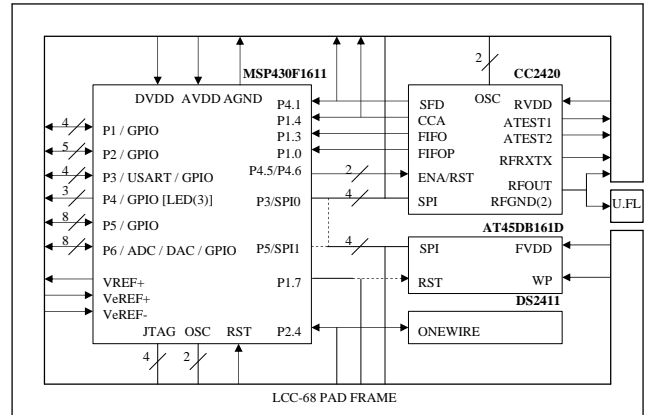 2
MSP430F1611
CC2420
DVDD AVDD AGND
P4.1
P1.4
P1.3
P1.0
P4.5/P4.6
P3/SPI0
P5/SPI1
P1.7
P2.4
4
P1 / GPIO
5
P2 / GPIO
4
P3 / USART / GPIO
3
P4 / GPIO [LED(3)]
8
P5 / GPIO
8
P6 / ADC / DAC / GPIO
VREF+
VeREF+
VeREF-
JTAG OSC RST
4
2
2
4
4
OSC
SFD
CCA
FIFO
FIFOP
ENA/RST
SPI
RVDD
ATEST1
ATEST2
RFRXTX
RFOUT
RFGND(2)
U.FL
AT45DB161D
SPI
FVDD
RST
WP
DS2411
ONEWIRE
LCC-68 PAD FRAME